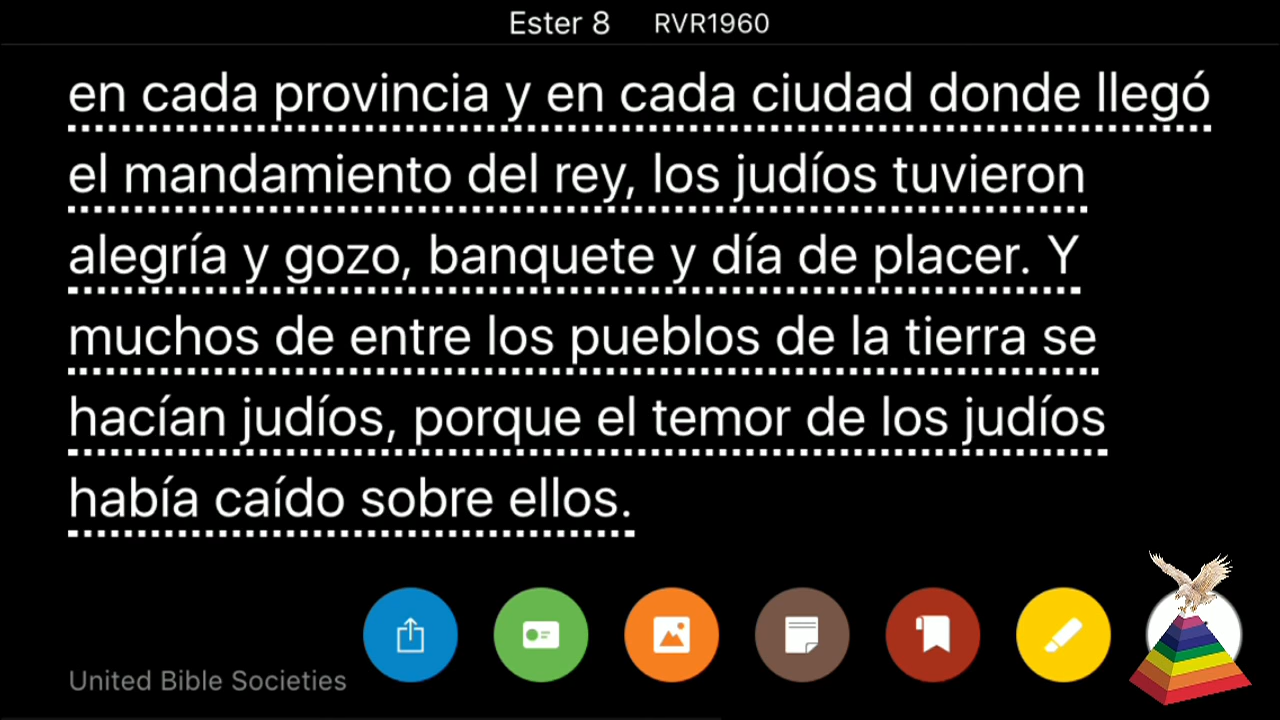 Ester 8 RVR1960
en cada provincia y en cada ciudad donde llegó
el mandamiento del rey, los judíos tuvieron
alegría y gozo, banquete y día de placer. Y
muchos de entre los pueblos de la tierra se
hacían judíos, porque el temor de los judíos
había caído sobre ellos.
United Bible Societies